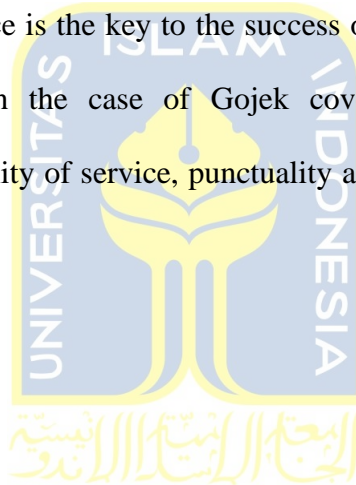 ce is the key to the success o
ISLAM
n the case of Gojek cov
ity of service, punctuality a
UNIVERSITAS
INDONESIA